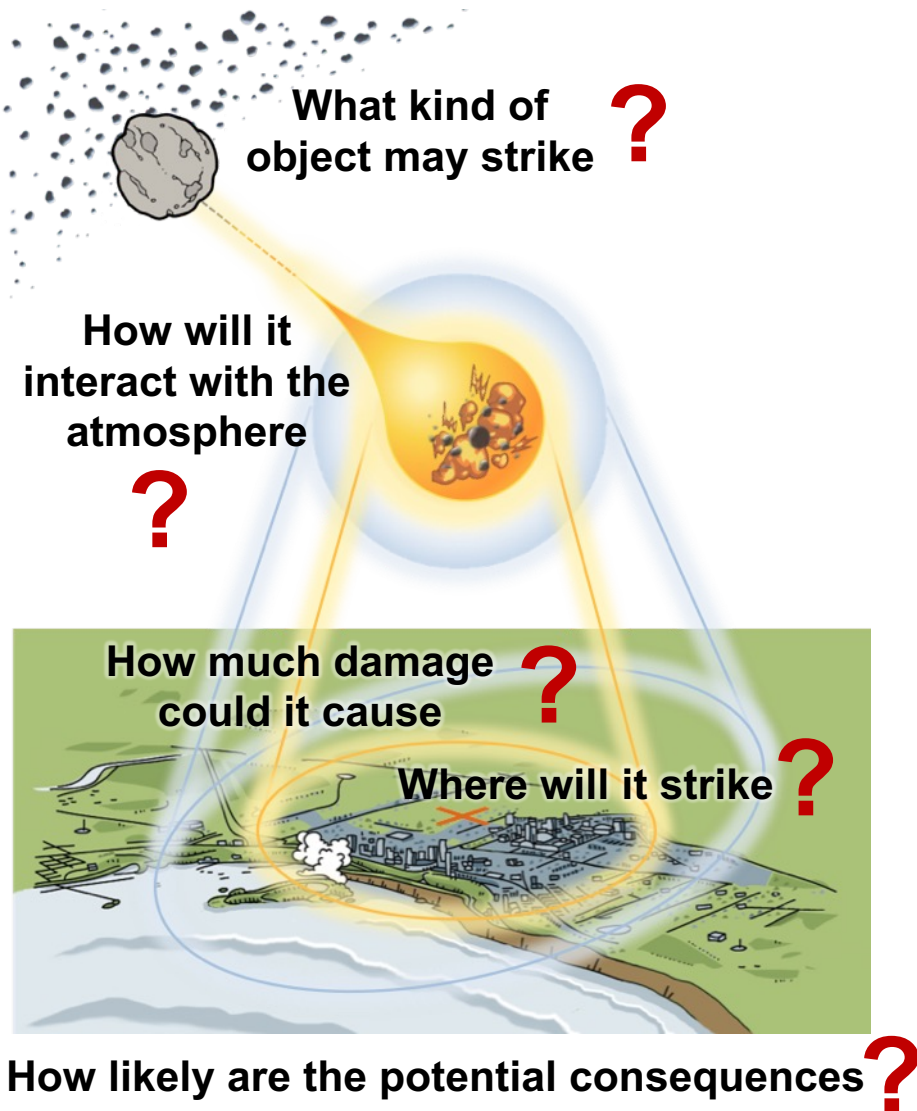 What kind of
object may strike ?
How will it
interact with the
atmosphere
?
How much damage
could it cause ?
Where will it strike ?
How likely are the potential consequences ?